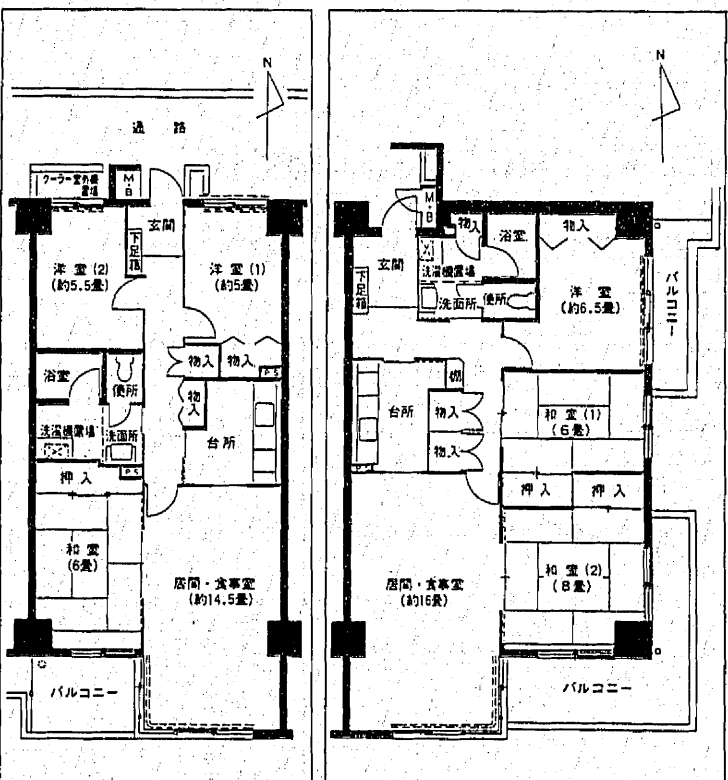 N
通路
クーラー室外機
置場
M・B
玄関
下足箱
洋室(2)
(約5.5畳)
洋室(1)
(約5畳)
物入
物入
PS
浴室
便所
物入
台所
洗濯機置場
洗面所
PS
押入
和室
(6畳)
居間・食事室
(約14.5畳)
バルコニー
N
M・B
物入
浴室
物入
玄関
下足箱
洗濯機置場
洗面所
便所
洋室
(約6.5畳)
バルコニー
台所
棚
物入
物入
和室(1)
(6畳)
押入
押入
和室(2)
(8畳)
居間・食事室
(約16畳)
バルコニー